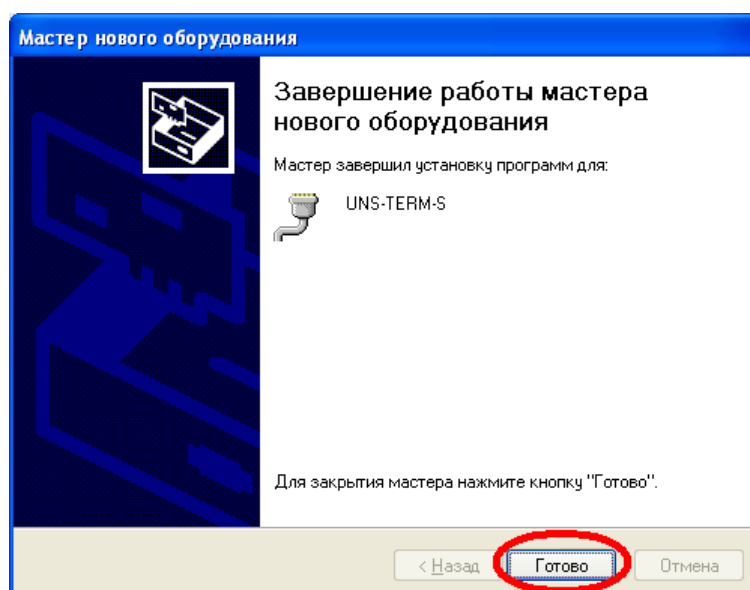 Мастер нового оборудования
Завершение работы мастера
нового оборудования
Мастер завершил установку программ для:
UNS-TERM-S
Для закрытия мастера нажмите кнопку "Готово".
< Назад
Готово
Отмена